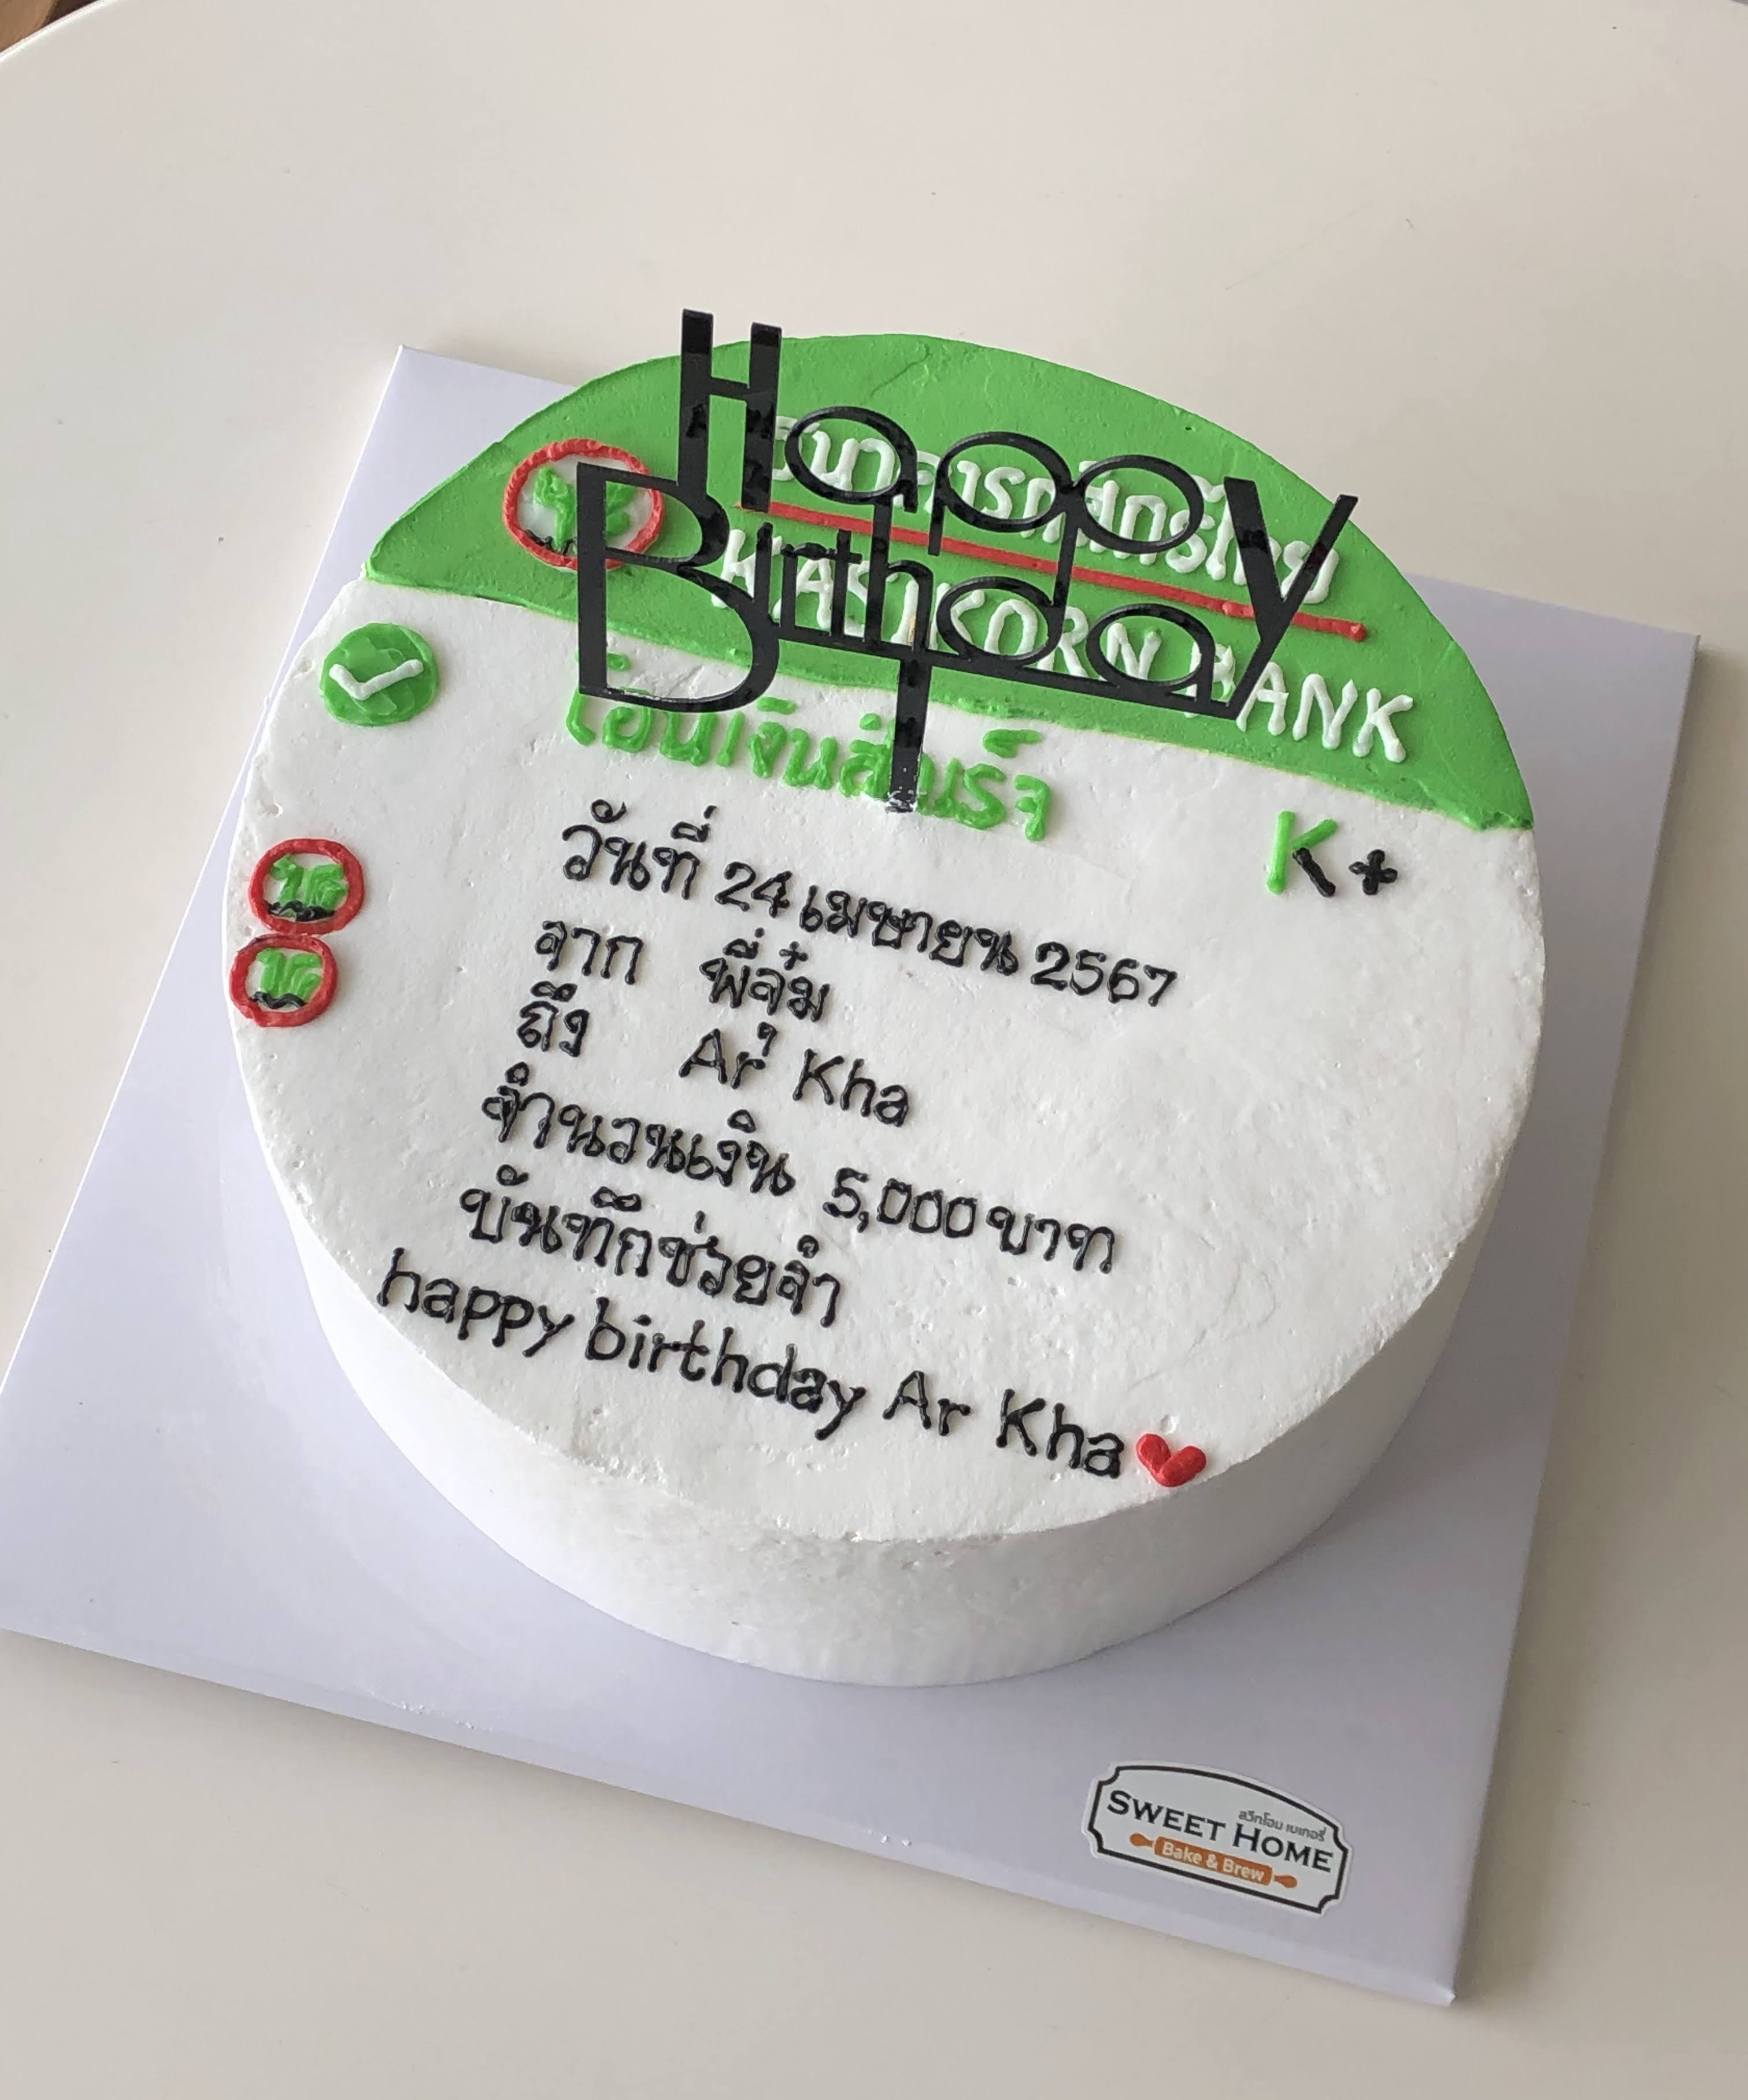 Happy
Birthday
ธนาคารกสิกรไทย
KASIKORN BANK
โอนเงินสำเร็จ
K+
วันที่ 24 เมษายน 2567
จาก พี่จุ๋ม
ถึง Ar Kha
จำนวนเงิน 5,000 บาท
บันทึกช่วยจำ
happy birthday Ar Kha
สวีทโฮม เบเกอรี่
SWEET HOME
Bake & Brew